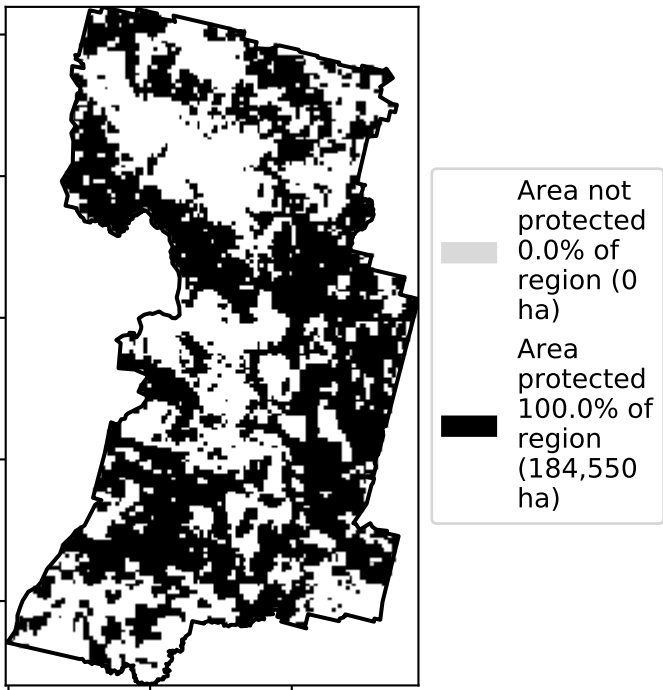 Area not
protected
0.0% of
region (0
ha)
Area
protected
100.0% of
region
(184,550
ha)